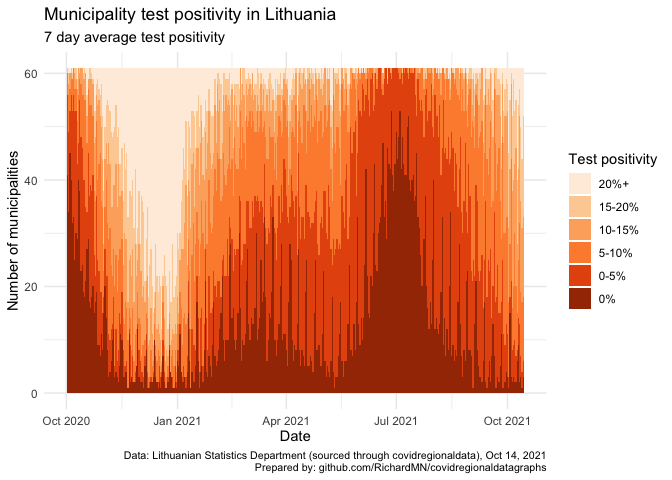 Municipality test positivity in Lithuania
7 day average test positivity
Number of municipalities
60
40
20
0
Oct 2020
Jan 2021
Apr 2021
Jul 2021
Oct 2021
Date
Test positivity
20%+
15-20%
10-15%
5-10%
0-5%
0%
Data: Lithuanian Statistics Department (sourced through covidregionaldata), Oct 14, 2021
Prepared by: github.com/RichardMN/covidregionaldatagraphs